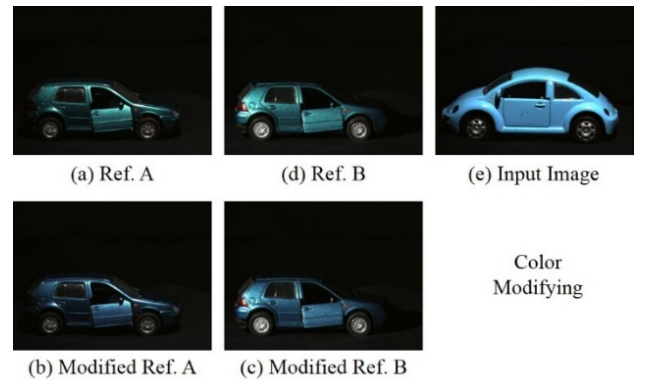 (a) Ref. A
(d) Ref. B
(e) Input Image
Color
Modifying
(b) Modified Ref. A
(c) Modified Ref. B